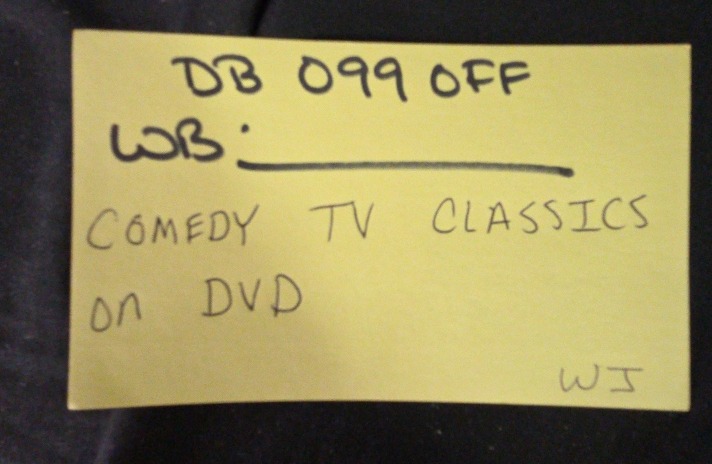 DB 099 OFF
WB:
COMEDY TV CLASSICS
on DVD
WJ